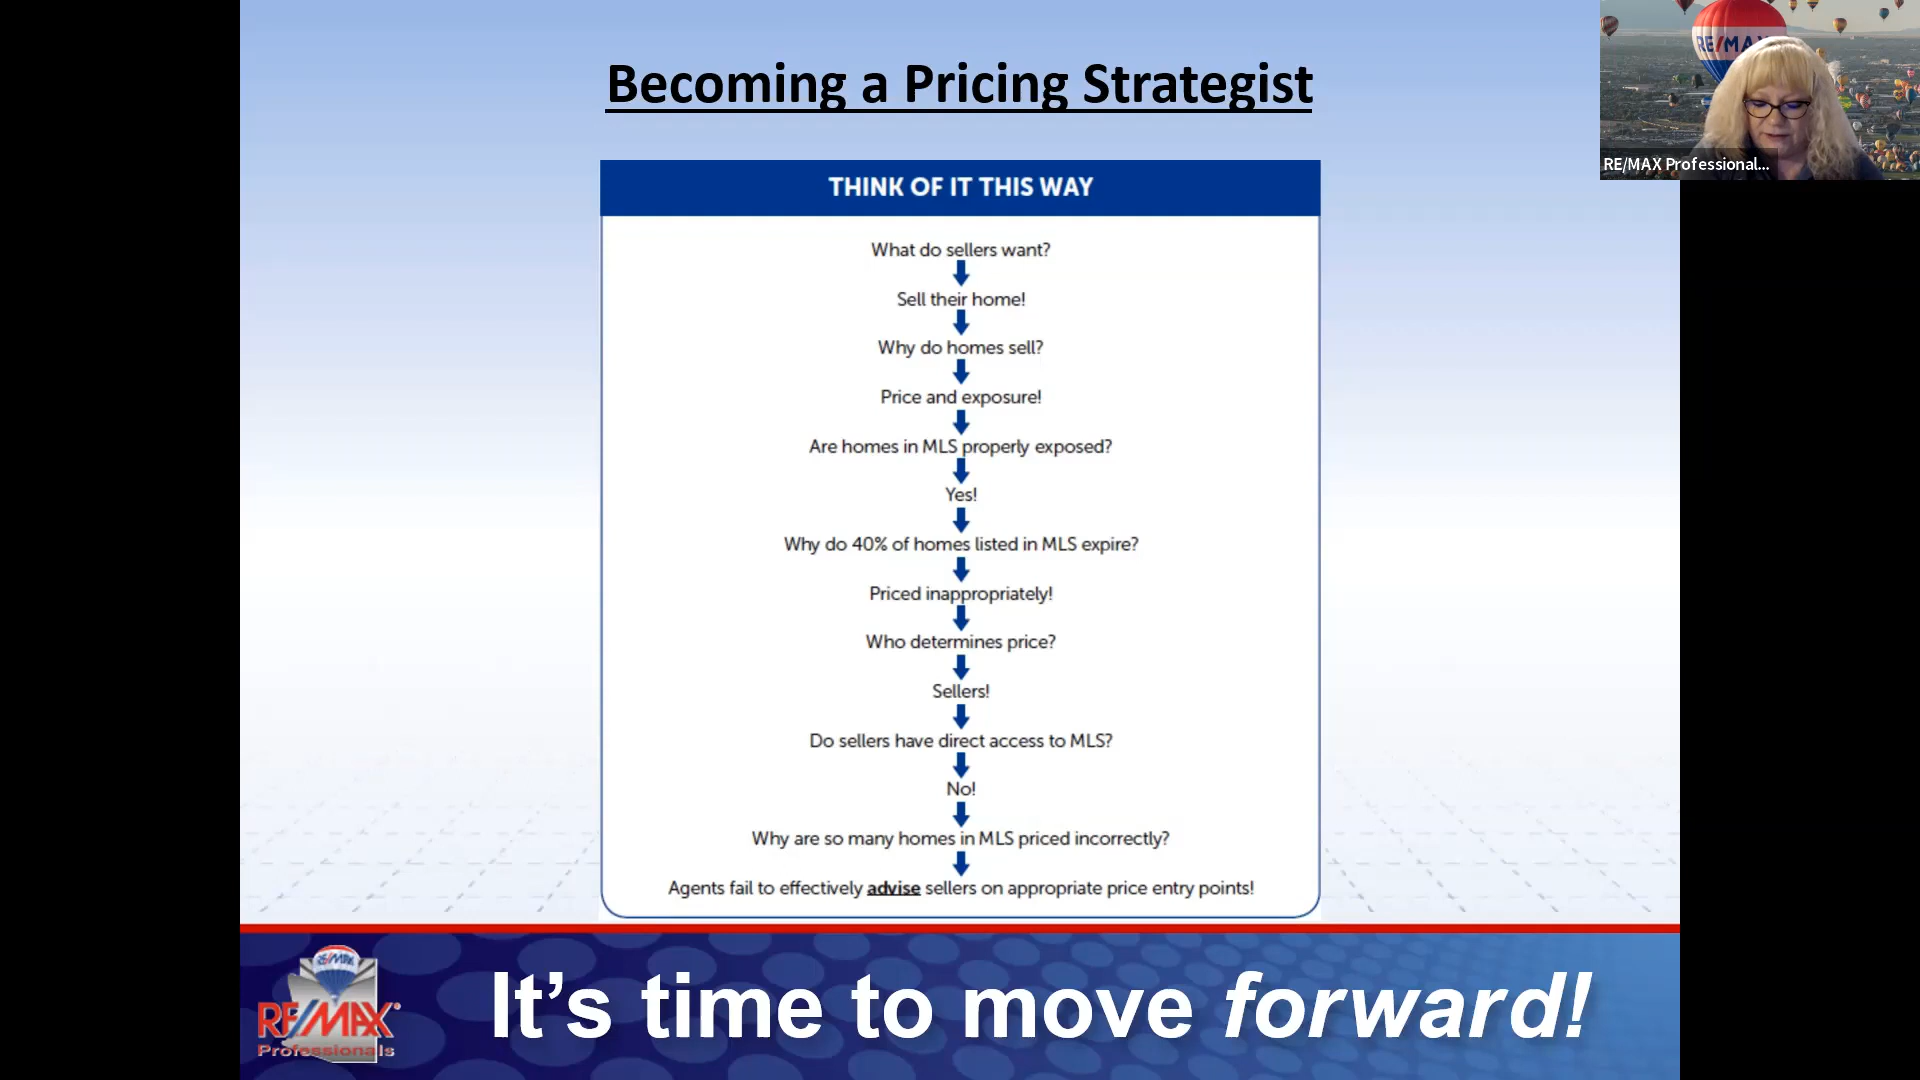 Becoming a Pricing Strategist
RE/MAX
RE/MAX Professional...
THINK OF IT THIS WAY
What do sellers want?
Sell their home!
Why do homes sell?
Price and exposure!
Are homes in MLS properly exposed?
Yes!
Why do 40% of homes listed in MLS expire?
Priced inappropriately!
Who determines price?
Sellers!
Do sellers have direct access to MLS?
No!
Why are so many homes in MLS priced incorrectly?
Agents fail to effectively advise sellers on appropriate price entry points!
RE/MAX
RE/MAX®
Professionals
It’s time to move forward!